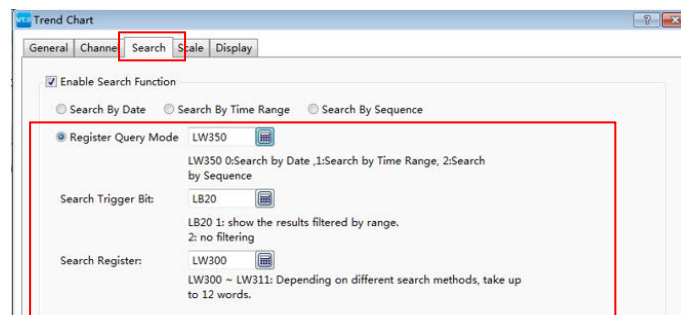 Trend Chart
General Channel Search Scale Display
Enable Search Function
Search By Date Search By Time Range Search By Sequence
Register Query Mode LW350
LW350 0:Search by Date ,1:Search by Time Range, 2:Search
by Sequence
Search Trigger Bit: LB20
LB20 1: show the results filtered by range.
2: no filtering
Search Register: LW300
LW300 ~ LW311: Depending on different search methods, take up
to 12 words.